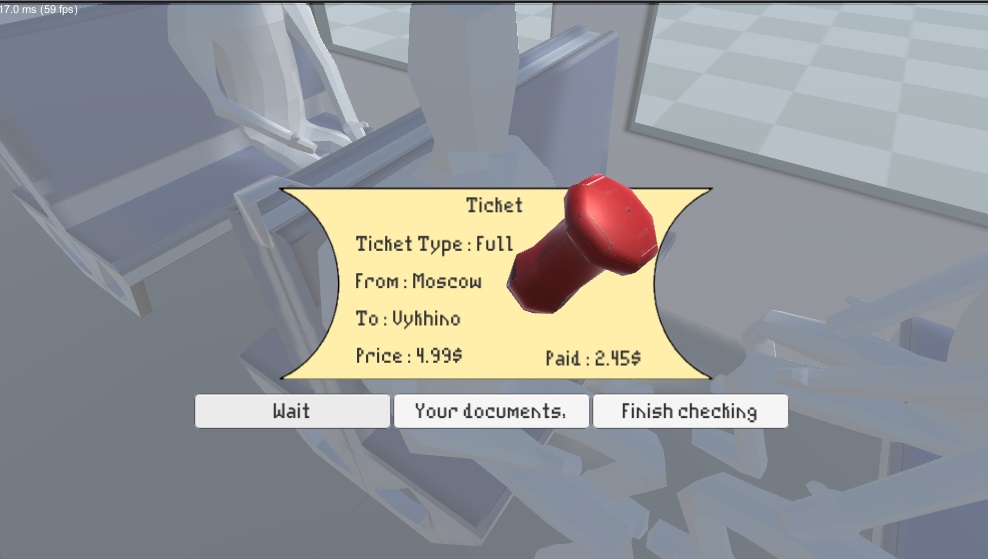 17.0 ms (59 fps)
Ticket
Ticket Type : Full
From : Moscow
To : Vykhino
Price : 4.99$
Paid : 2.45$
Wait
Your documents.
Finish checking